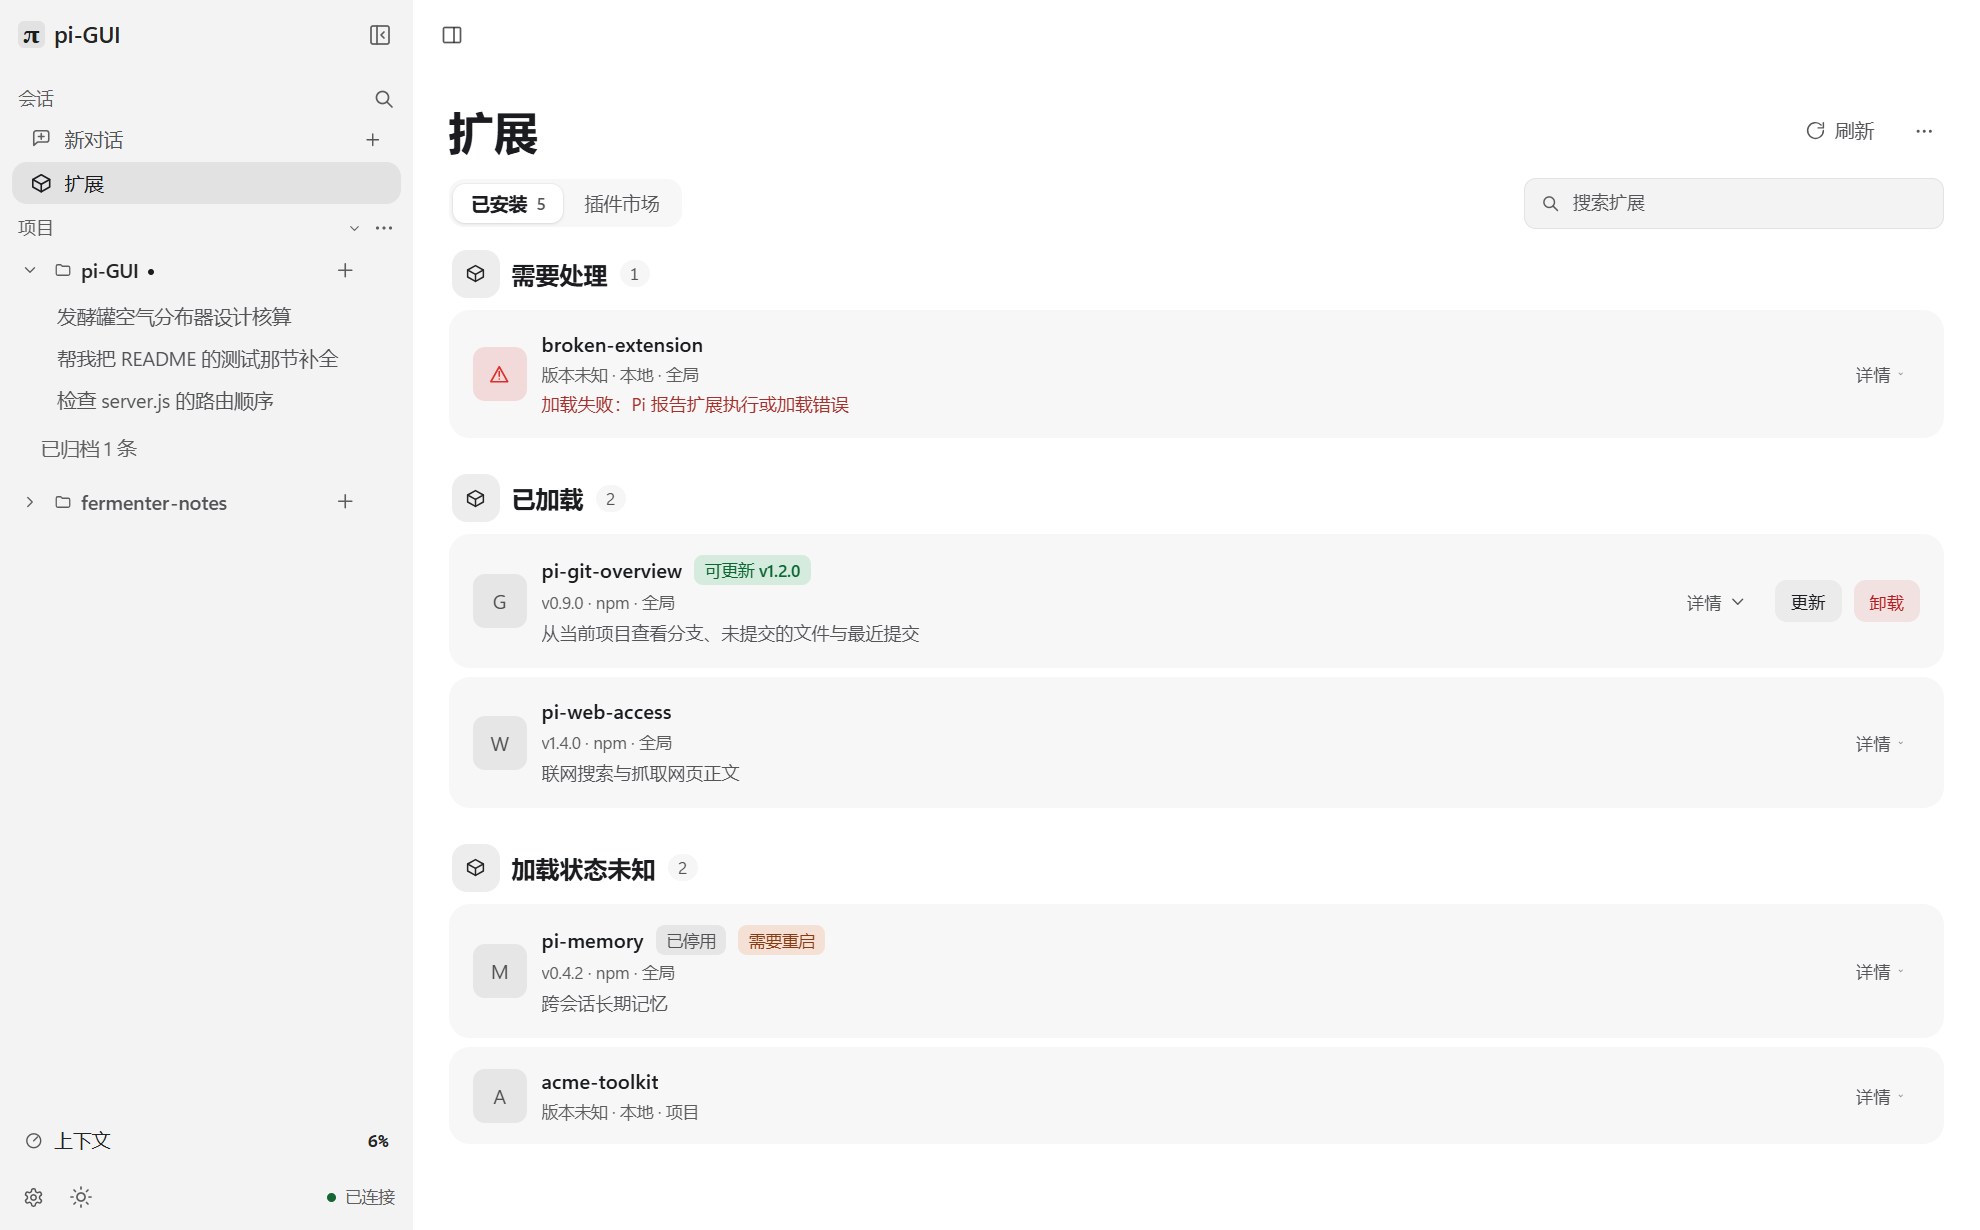 π pi-GUI
会话
新对话
扩展
项目
pi-GUI
发酵罐空气分布器设计核算
帮我把 README 的测试那节补全
检查 server.js 的路由顺序
已归档 1 条
fermenter-notes
上下文 6%
已连接
扩展
刷新
已安装 5 插件市场
搜索扩展
需要处理 1
broken-extension
版本未知 · 本地 · 全局
加载失败：Pi 报告扩展执行或加载错误
详情
已加载 2
G
pi-git-overview 可更新 v1.2.0
v0.9.0 · npm · 全局
从当前项目查看分支、未提交的文件与最近提交
详情 更新 卸载
W
pi-web-access
v1.4.0 · npm · 全局
联网搜索与抓取网页正文
详情
加载状态未知 2
M
pi-memory 已停用 需要重启
v0.4.2 · npm · 全局
跨会话长期记忆
详情
A
acme-toolkit
版本未知 · 本地 · 项目
详情